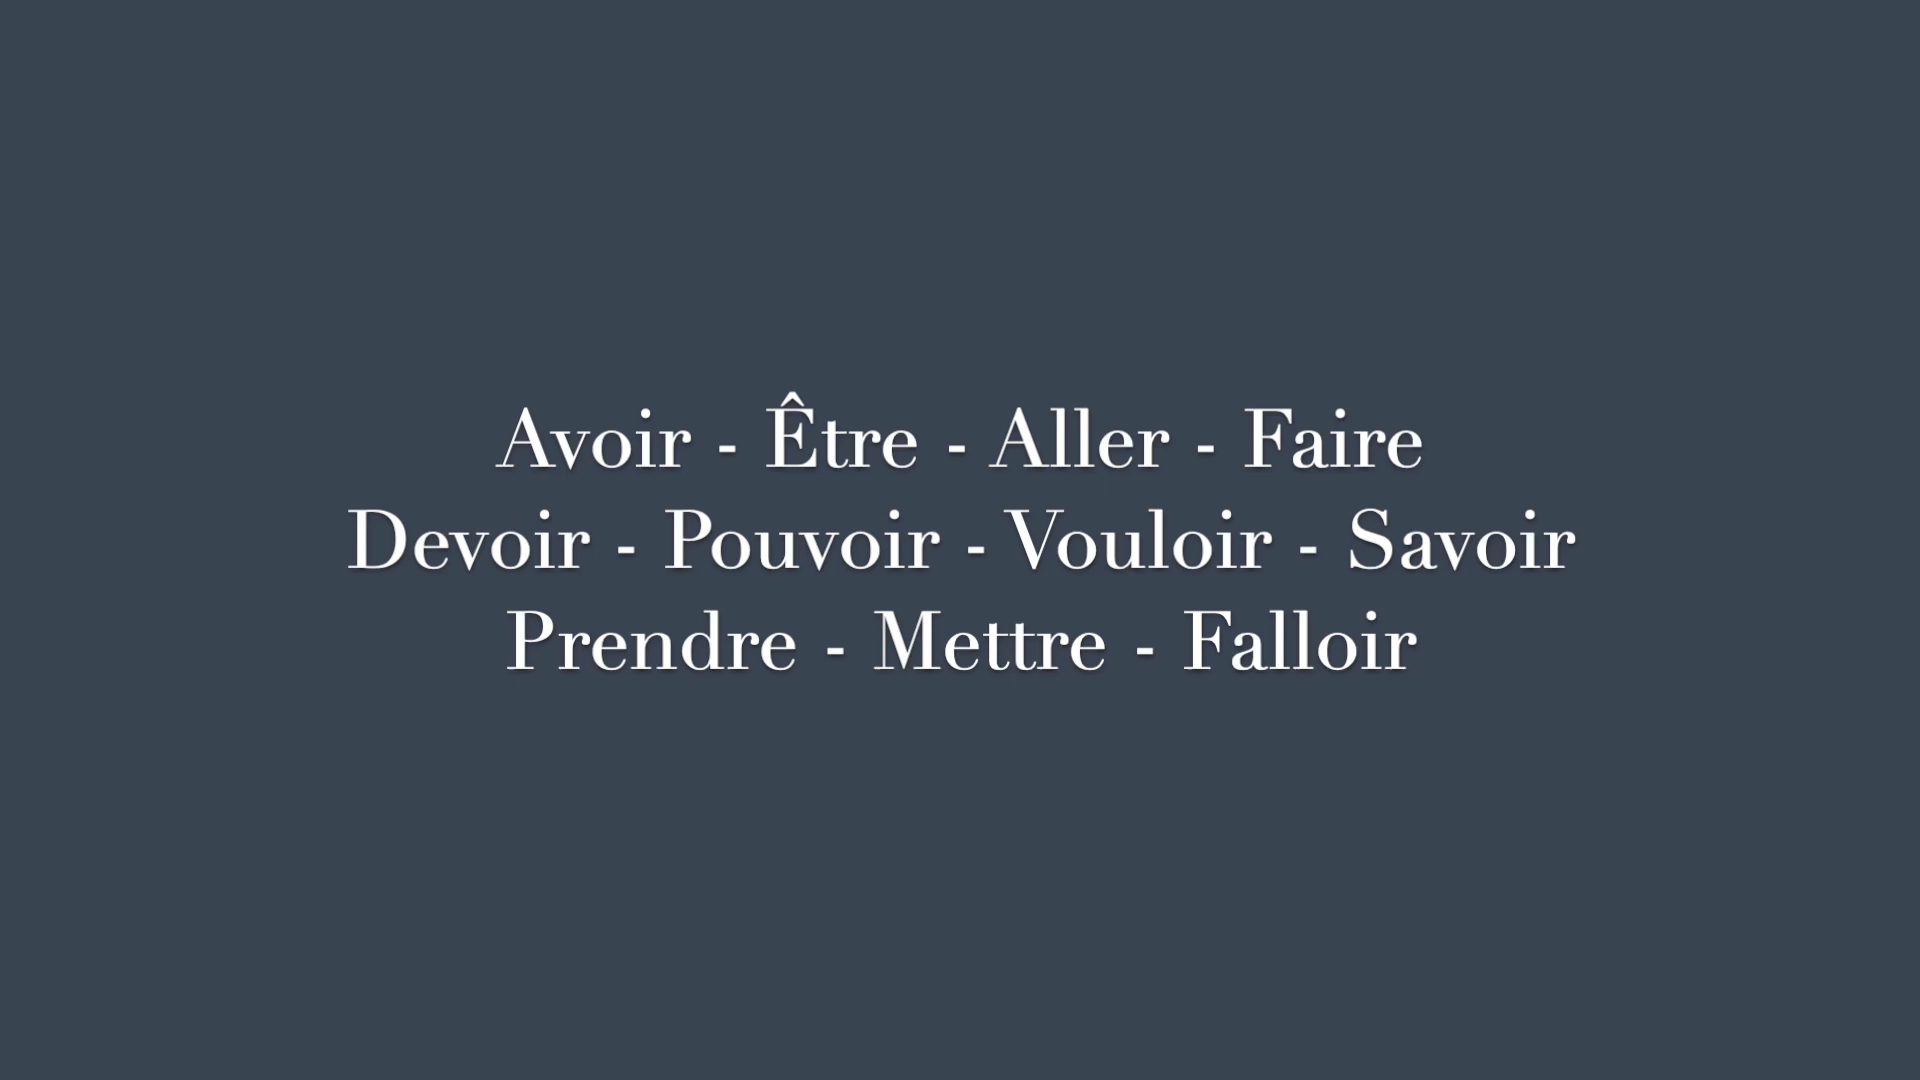 Avoir - Être - Aller - Faire
Devoir - Pouvoir - Vouloir - Savoir
Prendre - Mettre - Falloir